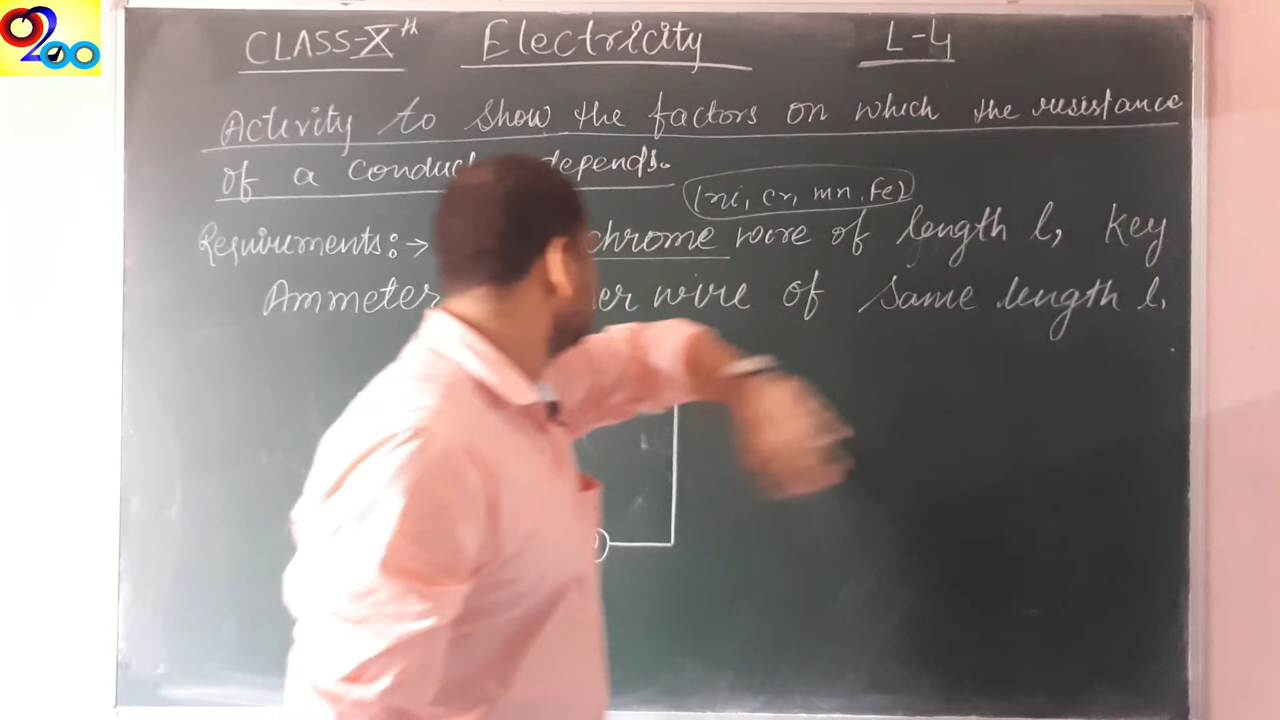 CLASS-Xth Electricity L-4
Activity to show the factors on which the resistance
of a conduct depends.
(ni, cr, mn, Fe)
Requirements:→ chrome wire of length l, Key
Ammeter er wire of same length l,